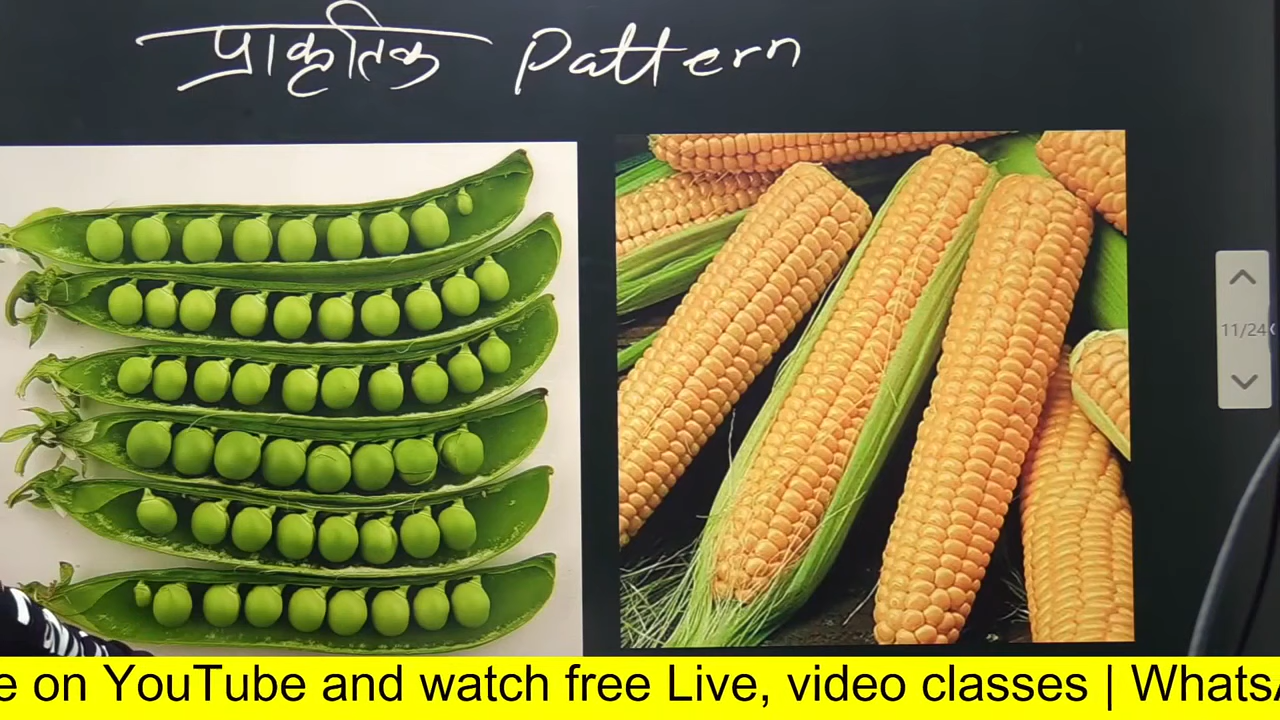 प्राकृतिक Pattern
11/24
e on YouTube and watch free Live, video classes | Whats